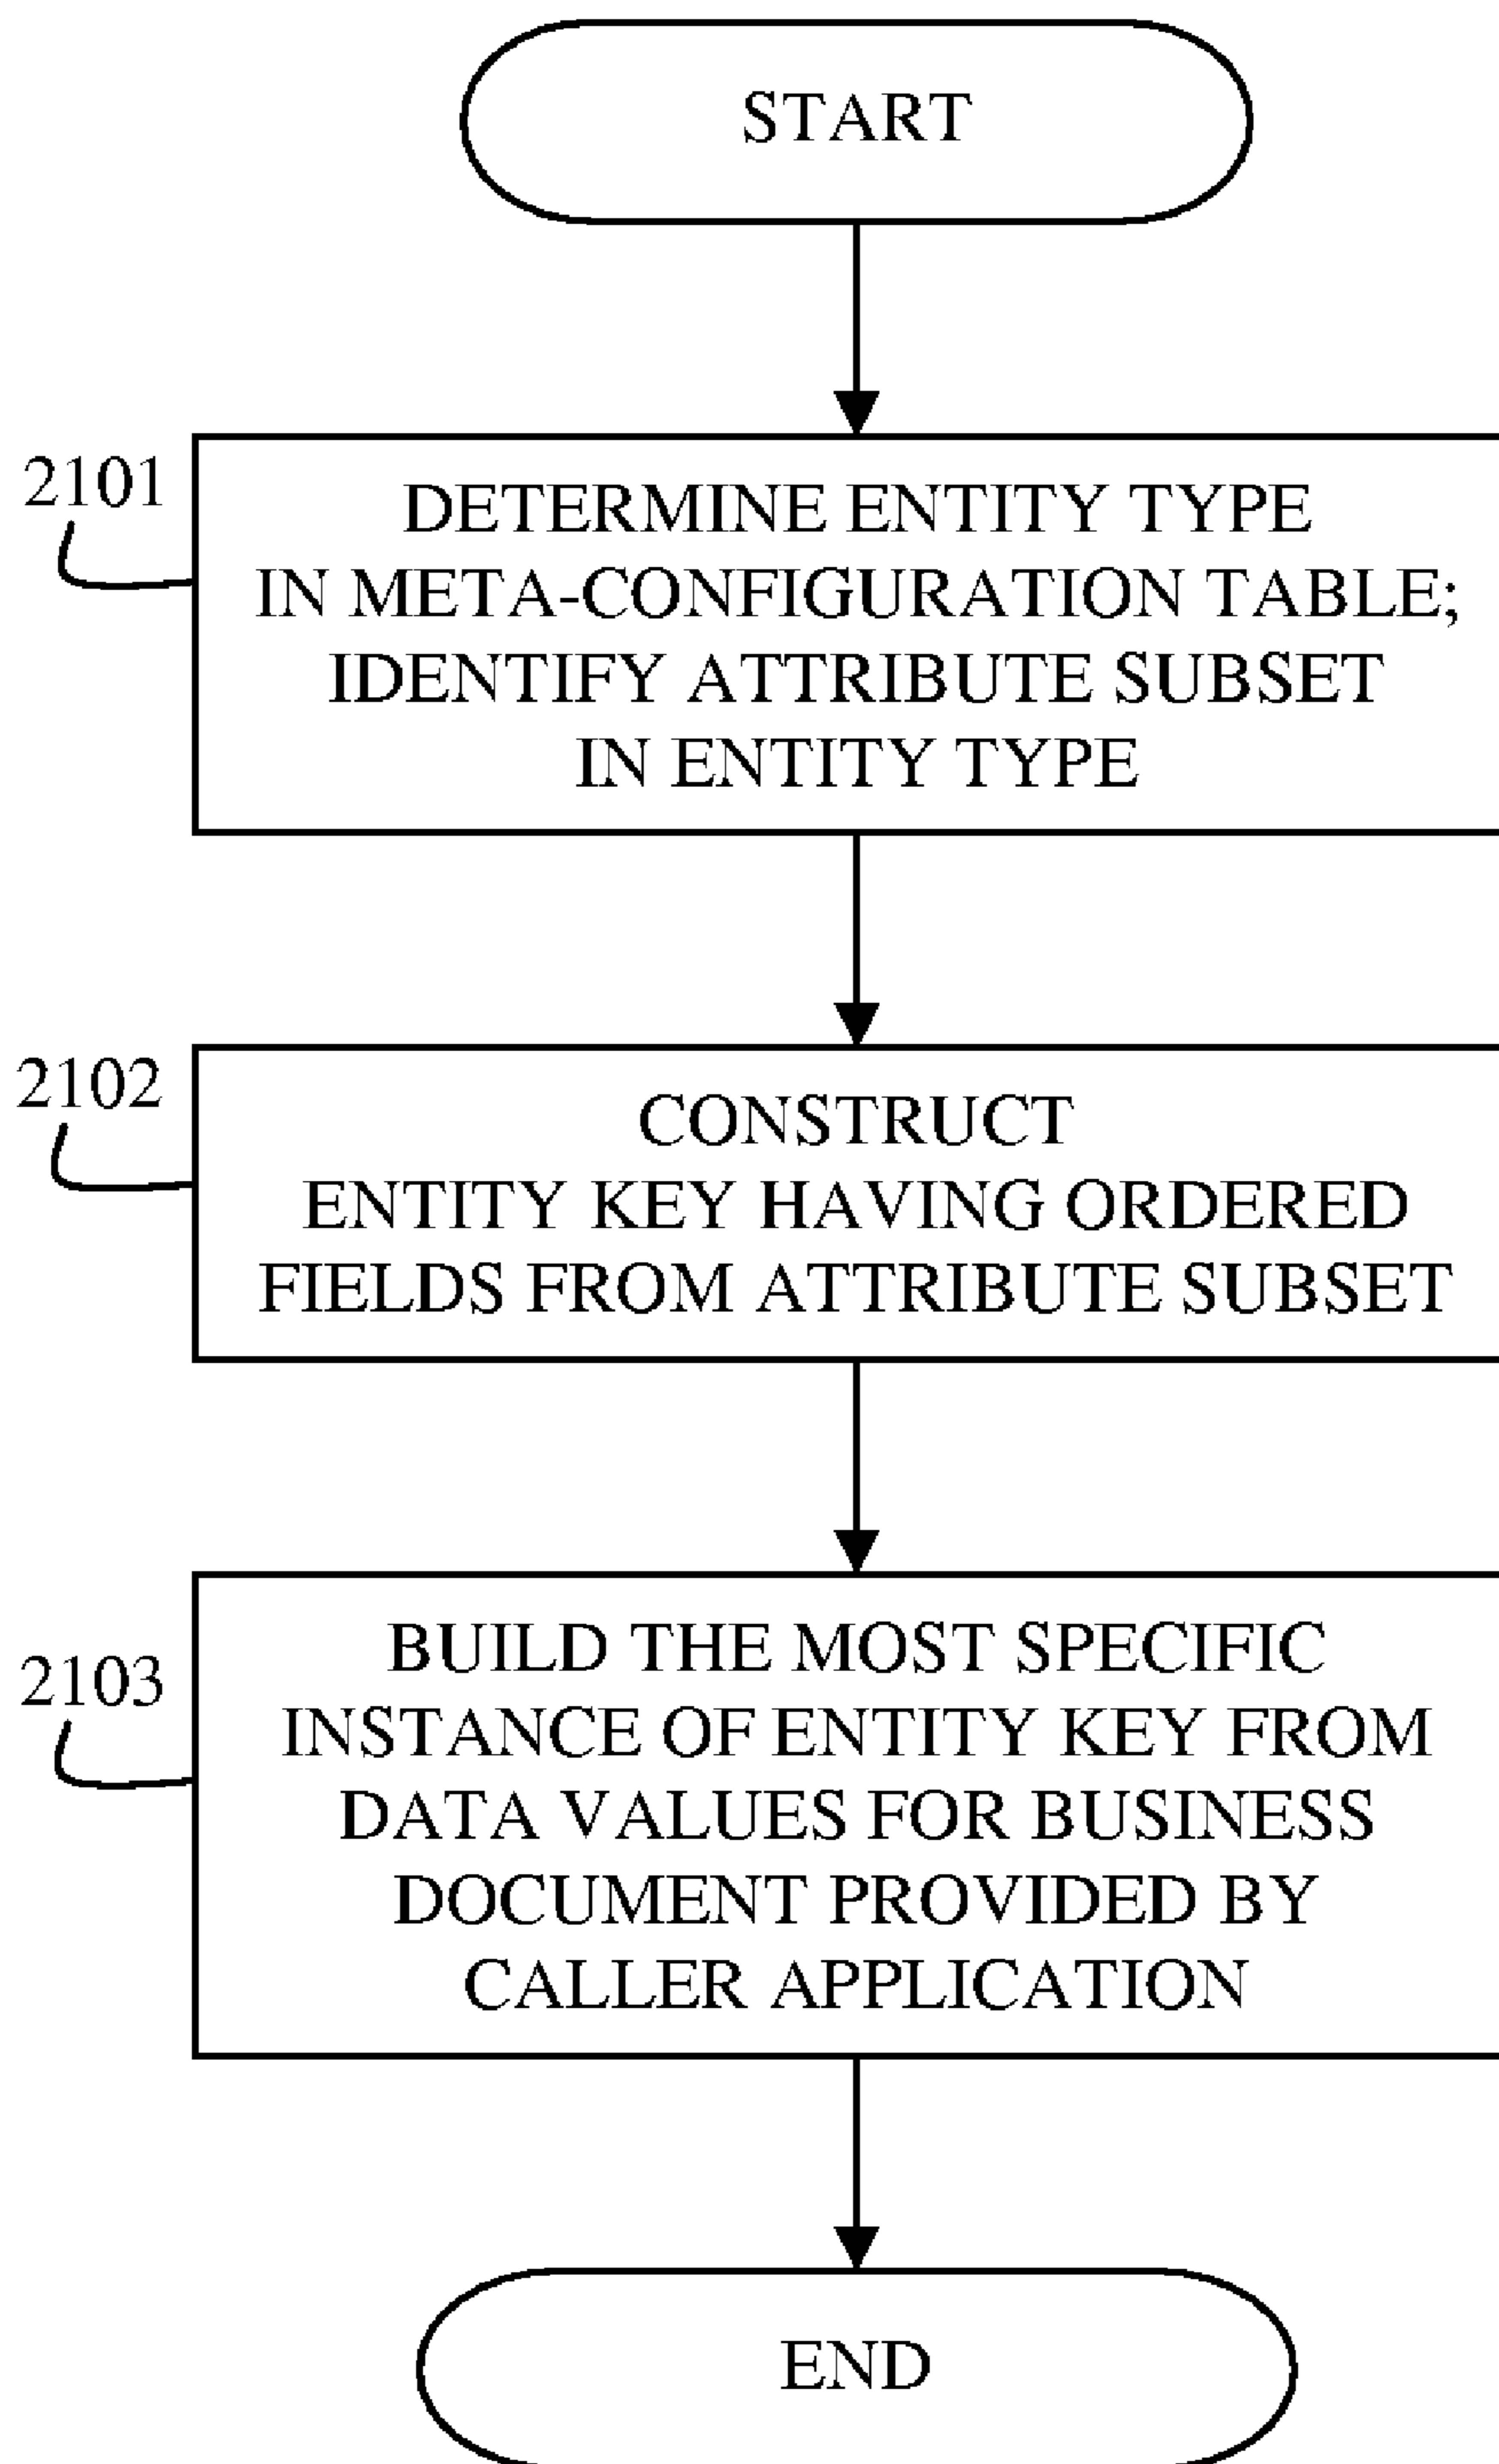 START
2101
DETERMINE ENTITY TYPE
IN META-CONFIGURATION TABLE;
IDENTIFY ATTRIBUTE SUBSET
IN ENTITY TYPE
2102
CONSTRUCT
ENTITY KEY HAVING ORDERED
FIELDS FROM ATTRIBUTE SUBSET
2103
BUILD THE MOST SPECIFIC
INSTANCE OF ENTITY KEY FROM
DATA VALUES FOR BUSINESS
DOCUMENT PROVIDED BY
CALLER APPLICATION
END